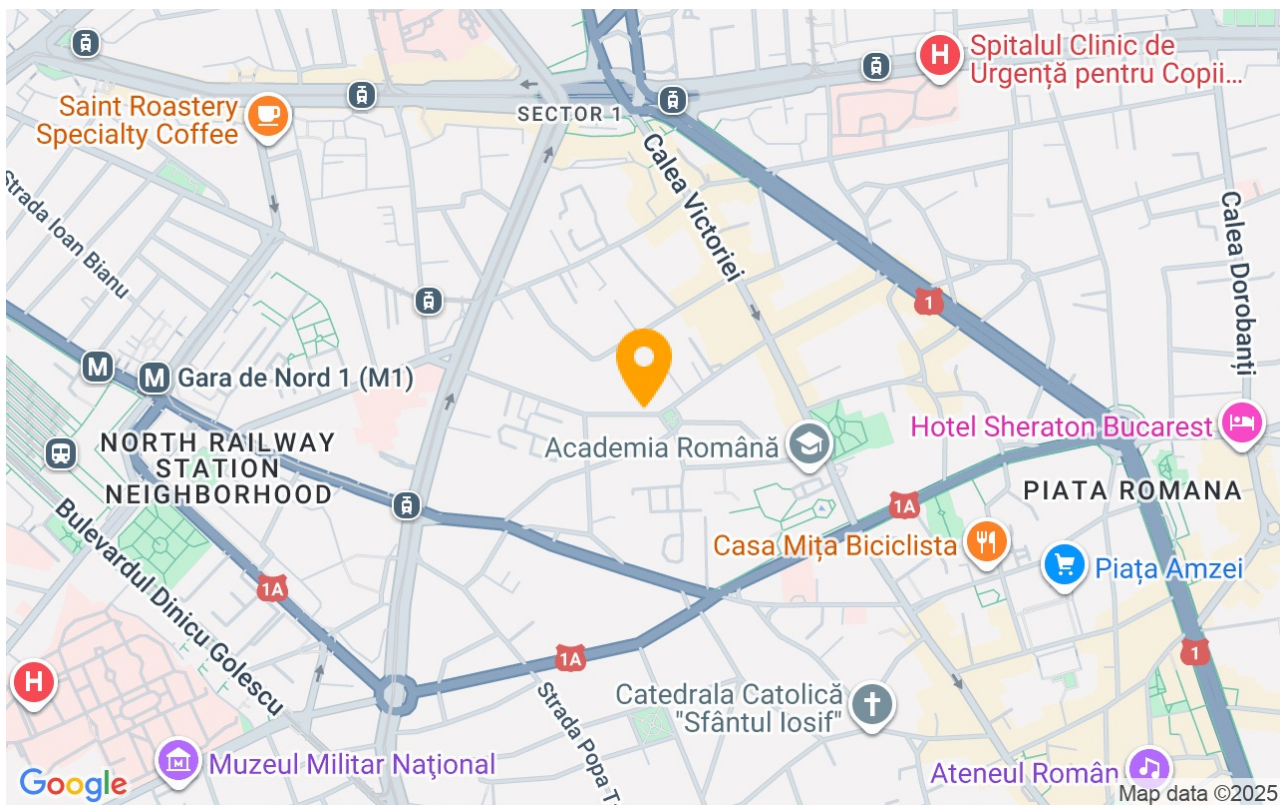 Spitalul Clinic de
Urgență pentru Copii...
H
Saint Roastery
Specialty Coffee
SECTOR 1
Strada Ioan Bianu
Calea Victoriei
Calea Dorobanți
1
M
M
Gara de Nord 1 (M1)
Hotel Sheraton Bucarest
Academia Română
NORTH RAILWAY
STATION
NEIGHBORHOOD
PIATA ROMANA
1A
Bulevardul Dinicu Golescu
Casa Mița Biciclista
Piața Amzei
1A
1A
1
H
Strada Popa T
Catedrala Catolică
"Sfântul Iosif"
Muzeul Militar Naţional
Ateneul Român
Google
Map data ©2025